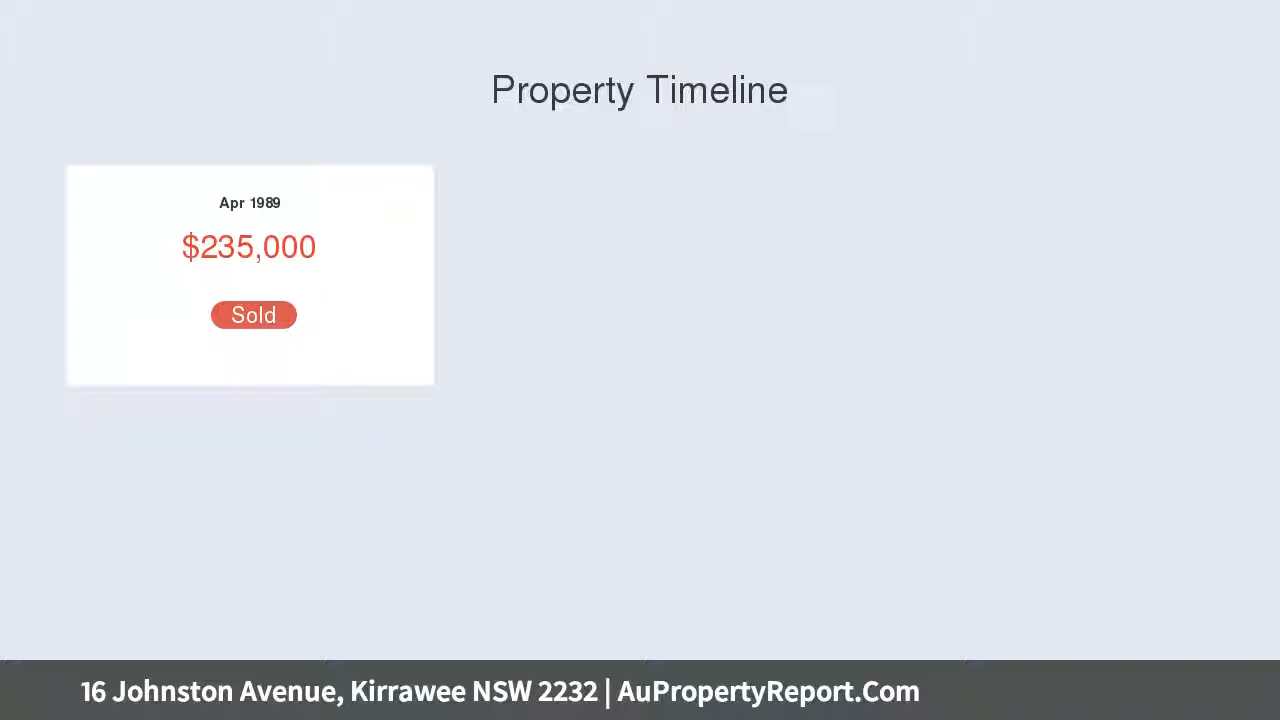 Property Timeline
Apr 1989
$235,000
Sold
16 Johnston Avenue, Kirrawee NSW 2232 | AuPropertyReport.Com